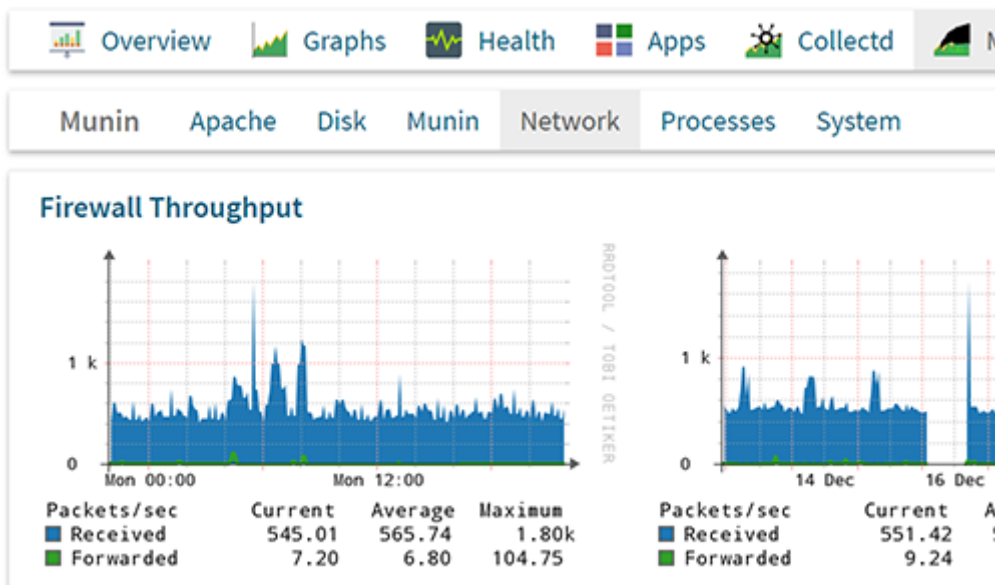 Overview Graphs Health Apps Collectd
Munin Apache Disk Munin Network Processes System
Firewall Throughput
RRDTOOL / TOBI OETIKER
1 k
0
Mon 00:00 Mon 12:00
Packets/sec Current Average Maximum
Received 545.01 565.74 1.80k
Forwarded 7.20 6.80 104.75
1 k
0
14 Dec 16 Dec
Packets/sec Current
Received 551.42
Forwarded 9.24